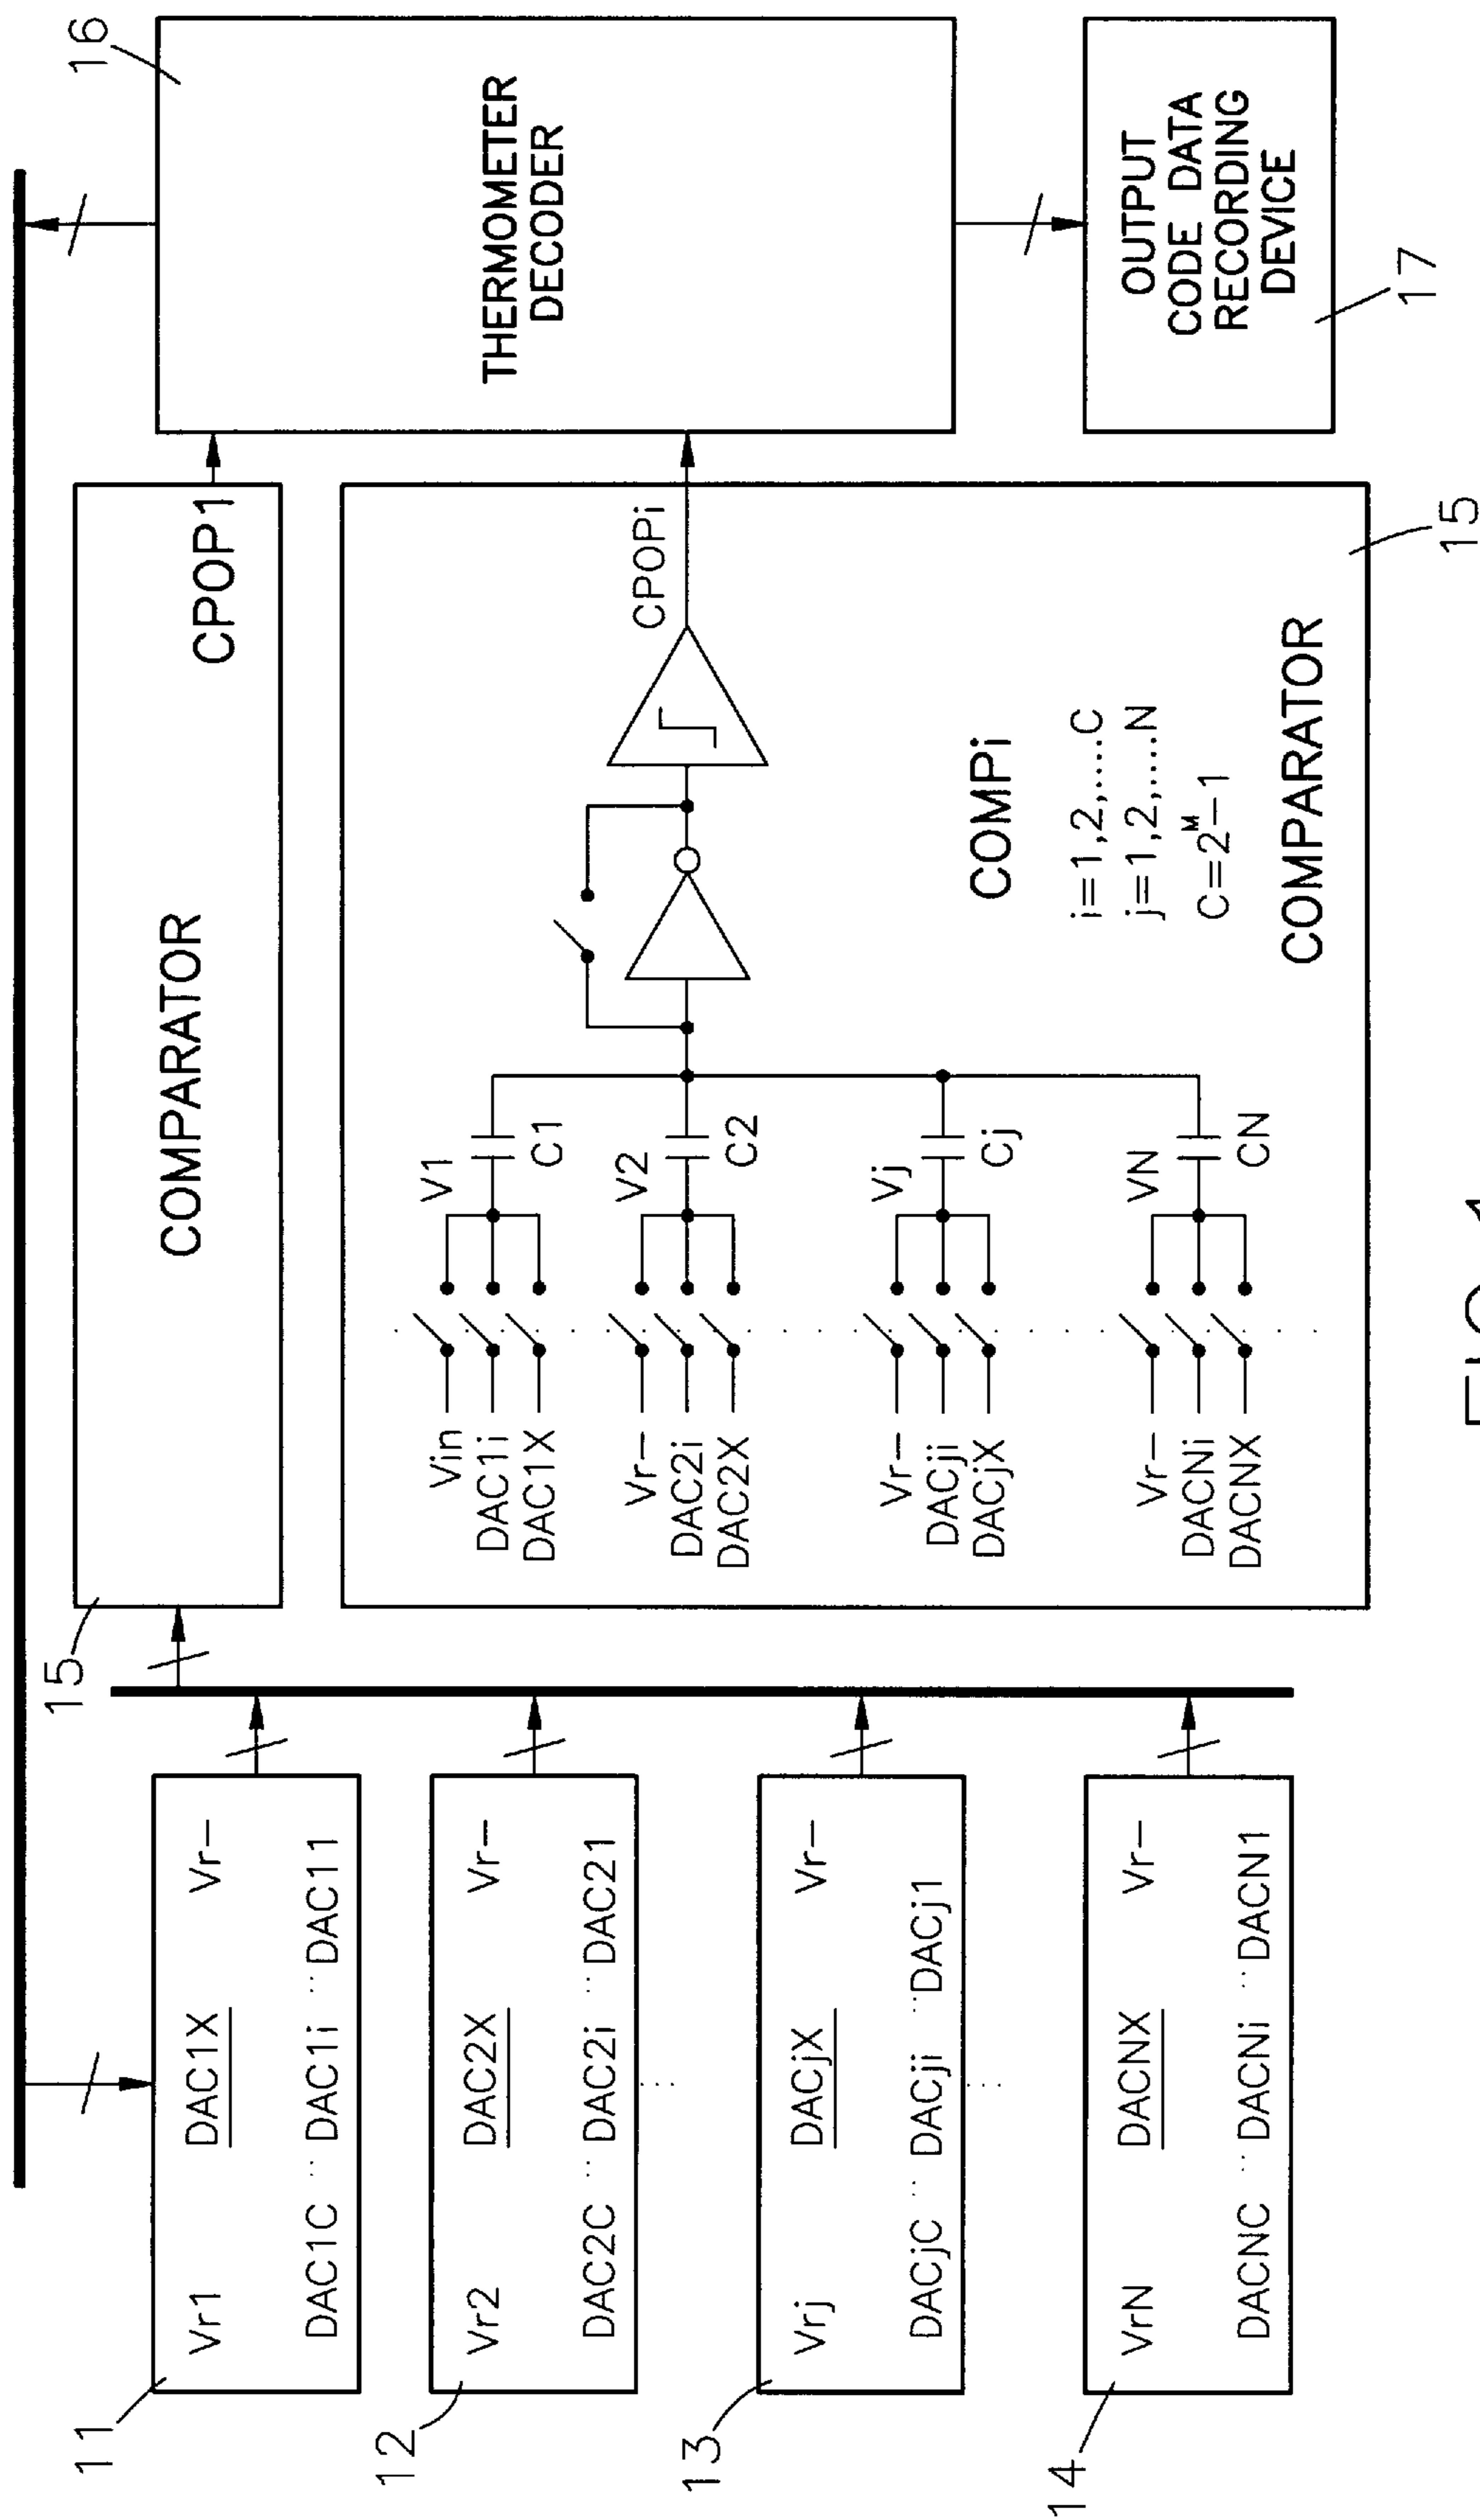 11
Vr1 DAC1X Vr-
DAC1C ··DAC1i ··DAC11
12
Vr2 DAC2X Vr-
DAC2C ··DAC2i ··DAC21
13
Vrj DACjX Vr-
DACjC ··DACji ··DACj1
14
VrN DACNX Vr-
DACNC ··DACNi ··DACN1
15
COMPARATOR
CPOP1
Vin
DAC1i
DAC1X
V1
C1
Vr-
DAC2i
DAC2X
V2
C2
Vr-
DACji
DACjX
Vj
Cj
Vr-
DACNi
DACNX
VN
CN
CPOPi
COMPi
i=1,2,....C
j=1,2,....N
C=2^M-1
COMPARATOR
15
16
THERMOMETER
DECODER
OUTPUT
CODE DATA
RECORDING
DEVICE
17